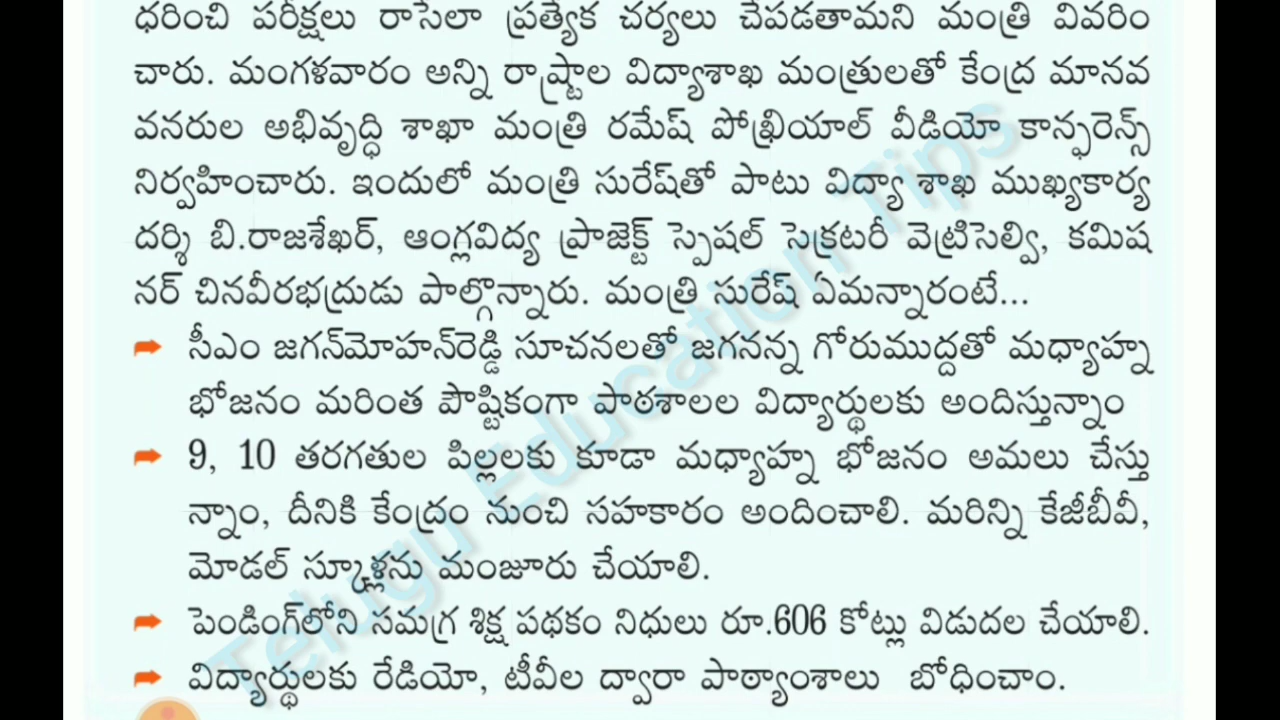 ధరించి పరీక్షలు రాసేలా ప్రత్యేక చర్యలు చేపడతామని మంత్రి వివరిం
చారు. మంగళవారం అన్ని రాష్ట్రాల విద్యాశాఖ మంత్రులతో కేంద్ర మానవ
వనరుల అభివృద్ధి శాఖా మంత్రి రమేష్ పోఖ్రియాల్ వీడియో కాన్ఫరెన్స్
నిర్వహించారు. ఇందులో మంత్రి సురేష్‌తో పాటు విద్యా శాఖ ముఖ్యకార్య
దర్శి బి.రాజశేఖర్, ఆంగ్లవిద్య ప్రాజెక్ట్ స్పెషల్ సెక్రటరీ వెట్రిసెల్వి, కమిష
నర్ చినవీరభద్రుడు పాల్గొన్నారు. మంత్రి సురేష్ ఏమన్నారంటే...
సీఎం జగన్‌మోహన్‌రెడ్డి సూచనలతో జగనన్న గోరుముద్దతో మధ్యాహ్న
భోజనం మరింత పౌష్టికంగా పాఠశాలల విద్యార్థులకు అందిస్తున్నాం
9, 10 తరగతుల పిల్లలకు కూడా మధ్యాహ్న భోజనం అమలు చేస్తు
న్నాం, దీనికి కేంద్రం నుంచి సహకారం అందించాలి. మరిన్ని కేజీబీవీ,
మోడల్ స్కూళ్లను మంజూరు చేయాలి.
పెండింగ్‌లోని సమగ్ర శిక్ష పథకం నిధులు రూ.606 కోట్లు విడుదల చేయాలి.
విద్యార్థులకు రేడియో, టీవీల ద్వారా పాఠ్యాంశాలు బోధించాం.
Telugu Education Tips